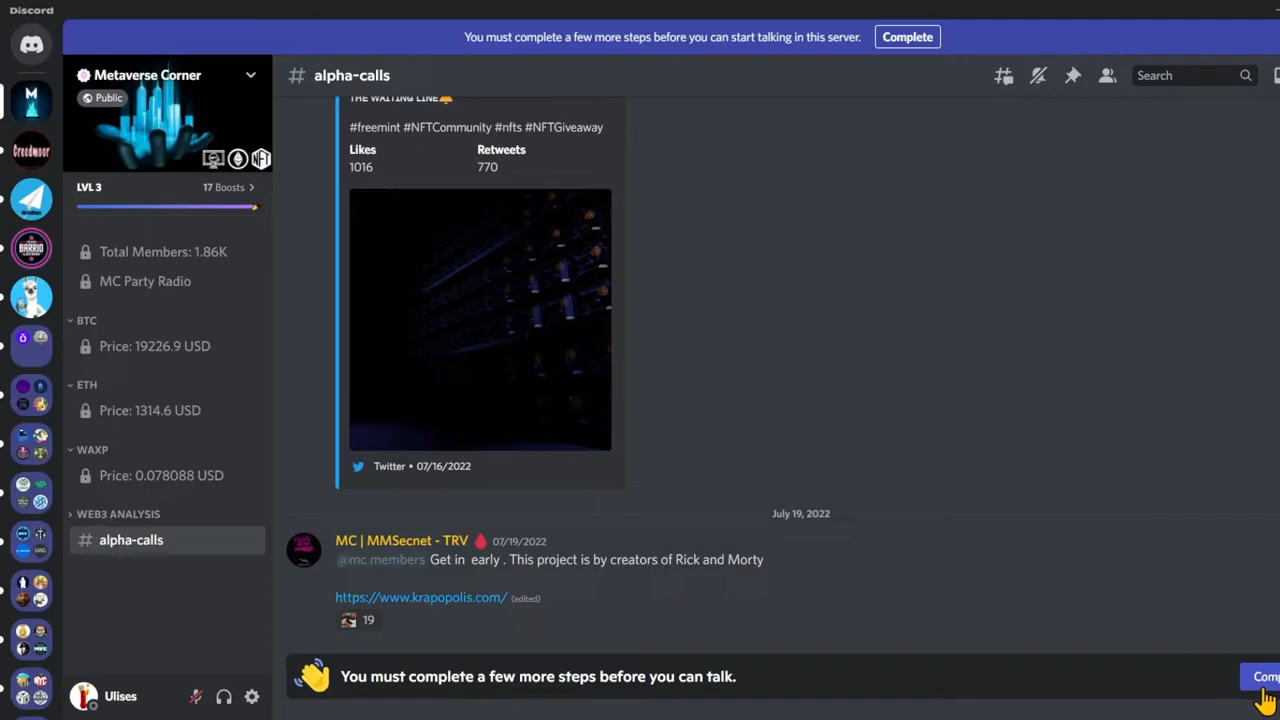 Discord
You must complete a few more steps before you can start talking in this server.
Complete
Metaverse Corner
Public
LVL 3
17 Boosts
Total Members: 1.86K
MC Party Radio
BTC
Price: 19226.9 USD
ETH
Price: 1314.6 USD
WAXP
Price: 0.078088 USD
WEB3 ANALYSIS
alpha-calls
Ulises
alpha-calls
Search
THE WAITING LINE
#freemint #NFTCommunity #nfts #NFTGiveaway
Likes Retweets
1016 770
Twitter • 07/16/2022
July 19, 2022
MC | MMSecnet - TRV 07/19/2022
@mc members Get in early . This project is by creators of Rick and Morty
https://www.krapopolis.com/ (edited)
19
You must complete a few more steps before you can talk.
Comp
Creedmoor
BARRIO
NFT